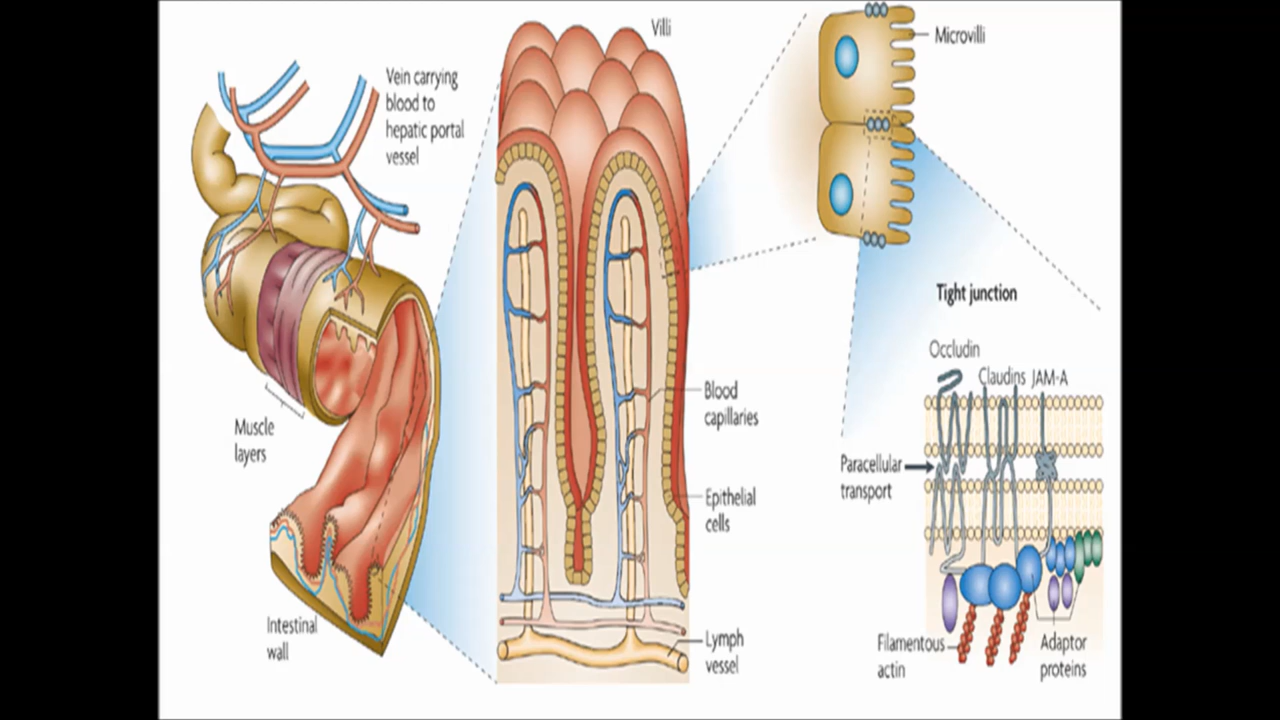 Vein carrying
blood to
hepatic portal
vessel
Muscle
layers
Intestinal
wall
Villi
Blood
capillaries
Epithelial
cells
Lymph
vessel
Microvilli
Tight junction
Occludin
Claudins JAM-A
Paracellular
transport
Filamentous
actin
Adaptor
proteins